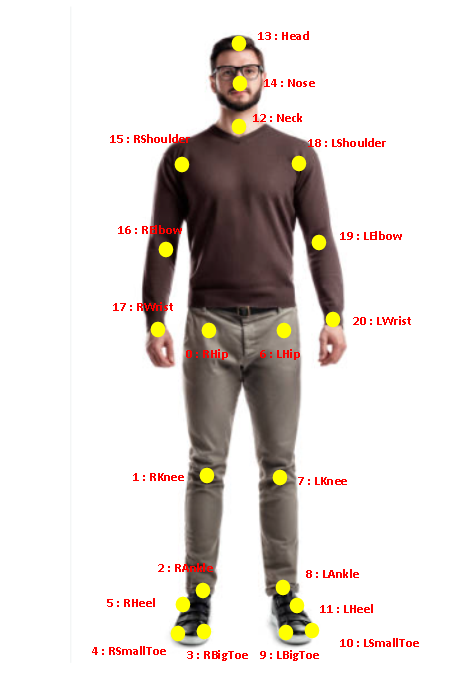 13 : Head
14 : Nose
12 : Neck
15 : RShoulder
18 : LShoulder
16 : RElbow
19 : LElbow
17 : RWrist
20 : LWrist
0 : RHip
6 : LHip
1 : RKnee
7 : LKnee
2 : RAnkle
8 : LAnkle
5 : RHeel
11 : LHeel
10 : LSmallToe
4 : RSmallToe
3 : RBigToe
9 : LBigToe